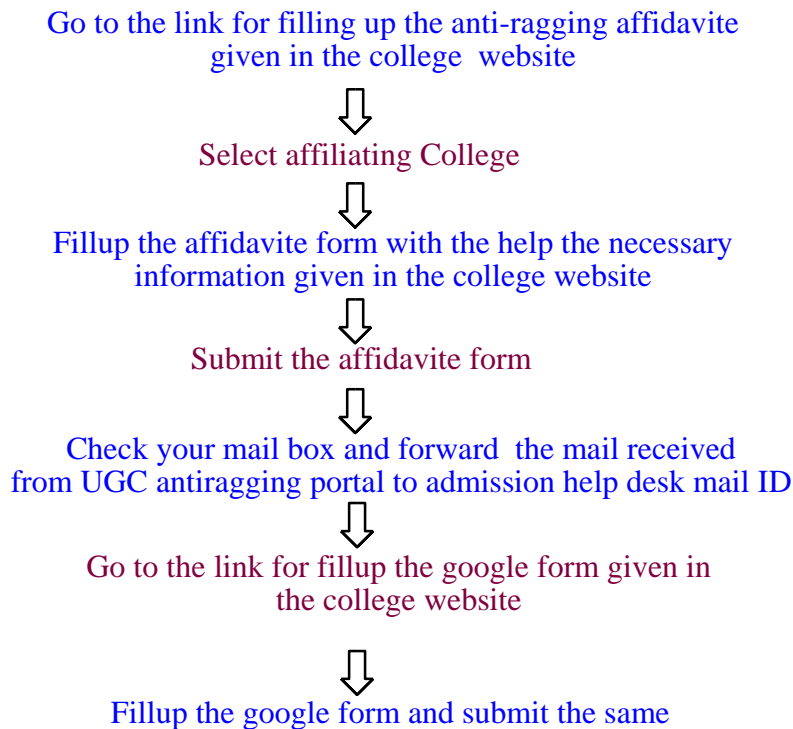 Go to the link for filling up the anti-ragging affidavite
given in the college website
Select affiliating College
Fillup the affidavite form with the help the necessary
information given in the college website
Submit the affidavite form
Check your mail box and forward the mail received
from UGC antiragging portal to admission help desk mail ID
Go to the link for fillup the google form given in
the college website
Fillup the google form and submit the same